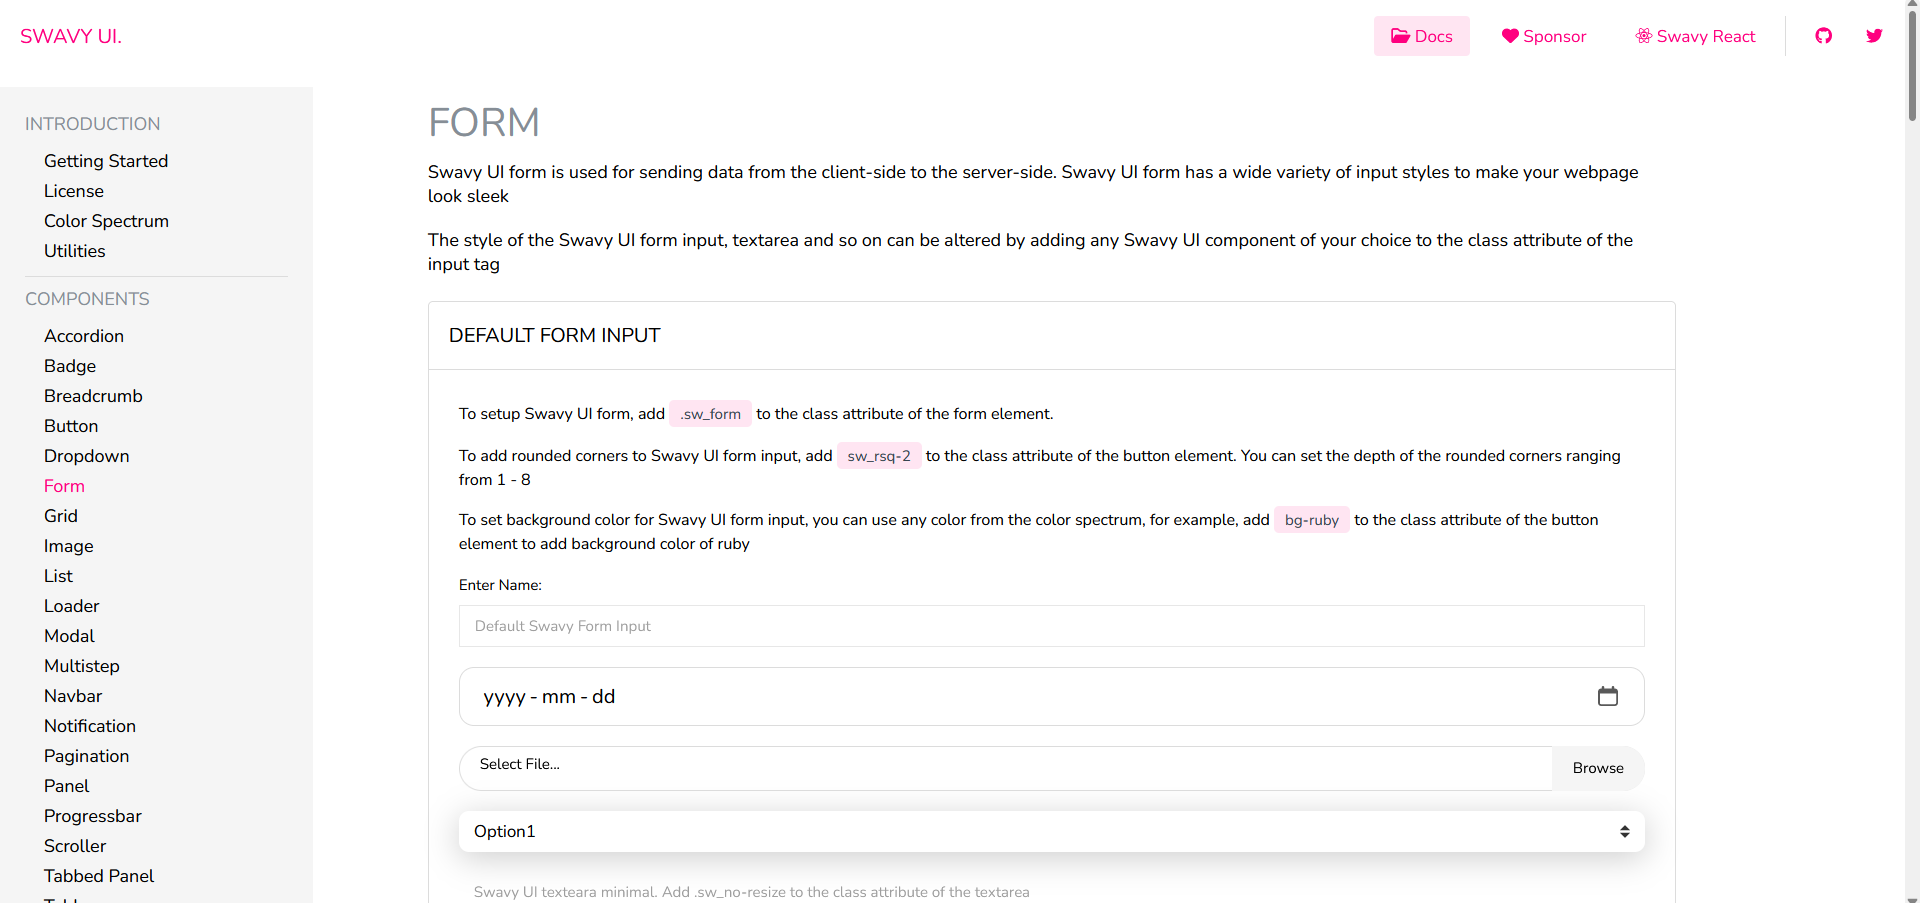 SWAVY UI.
Docs
Sponsor
Swavy React
INTRODUCTION
Getting Started
License
Color Spectrum
Utilities
COMPONENTS
Accordion
Badge
Breadcrumb
Button
Dropdown
Form
Grid
Image
List
Loader
Modal
Multistep
Navbar
Notification
Pagination
Panel
Progressbar
Scroller
Tabbed Panel
FORM
Swavy UI form is used for sending data from the client-side to the server-side. Swavy UI form has a wide variety of input styles to make your webpage
look sleek
The style of the Swavy UI form input, textarea and so on can be altered by adding any Swavy UI component of your choice to the class attribute of the
input tag
DEFAULT FORM INPUT
To setup Swavy UI form, add .sw_form to the class attribute of the form element.
To add rounded corners to Swavy UI form input, add sw_rsq-2 to the class attribute of the button element. You can set the depth of the rounded corners ranging
from 1 - 8
To set background color for Swavy UI form input, you can use any color from the color spectrum, for example, add bg-ruby to the class attribute of the button
element to add background color of ruby
Enter Name:
Default Swavy Form Input
yyyy - mm - dd
Select File...
Browse
Option1
Swavy UI texteara minimal. Add .sw_no-resize to the class attribute of the textarea